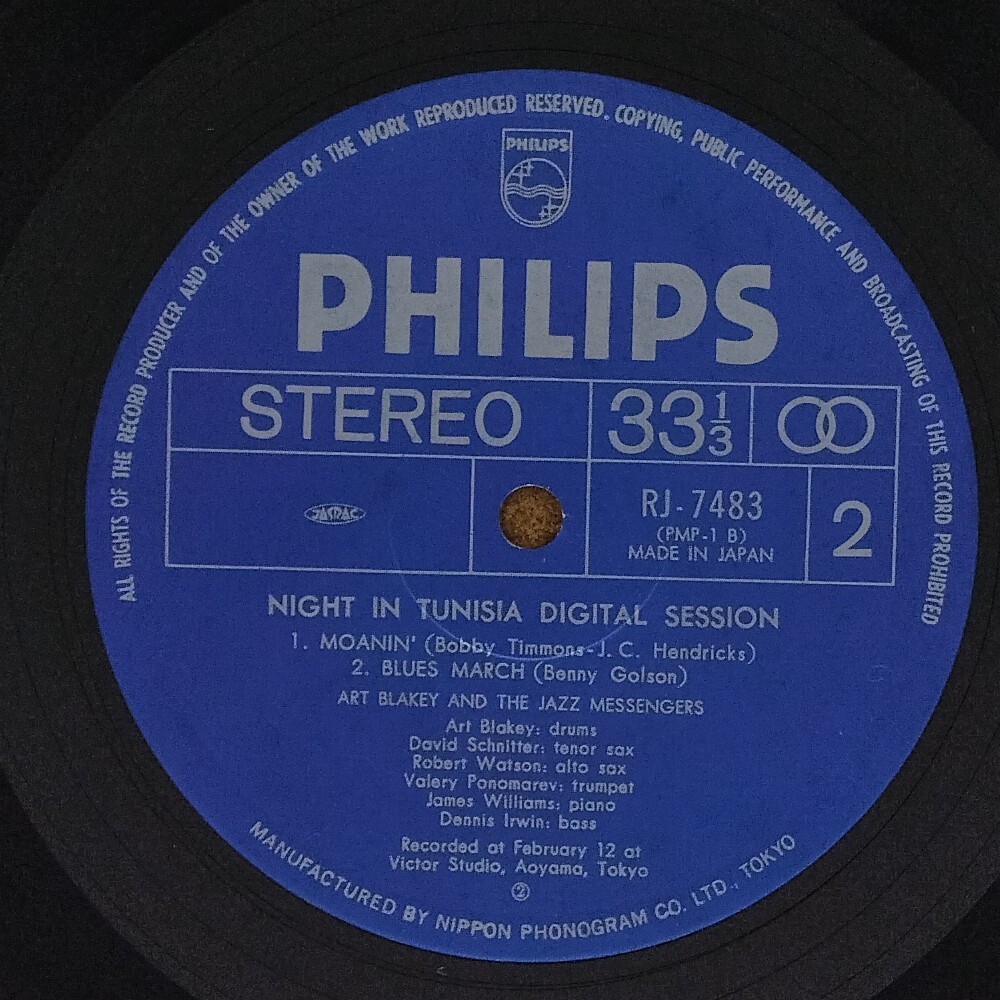 ALL RIGHTS OF THE RECORD PRODUCER AND OF THE OWNER OF THE WORK REPRODUCED RESERVED. COPYING, PUBLIC PERFORMANCE AND BROADCASTING OF THIS RECORD PROHIBITED
PHILIPS
PHILIPS
STEREO 33 1/3
JASRAC
RJ-7483
(PMP-1 B)
MADE IN JAPAN
2
NIGHT IN TUNISIA DIGITAL SESSION
1. MOANIN' (Bobby Timmons-J. C. Hendricks)
2. BLUES MARCH (Benny Golson)
ART BLAKEY AND THE JAZZ MESSENGERS
Art Blakey: drums
David Schnitter: tenor sax
Robert Watson: alto sax
Valery Ponomarev: trumpet
James Williams: piano
Dennis Irwin: bass
Recorded at February 12 at
Victor Studio, Aoyama, Tokyo
②
MANUFACTURED BY NIPPON PHONOGRAM CO. LTD., TOKYO